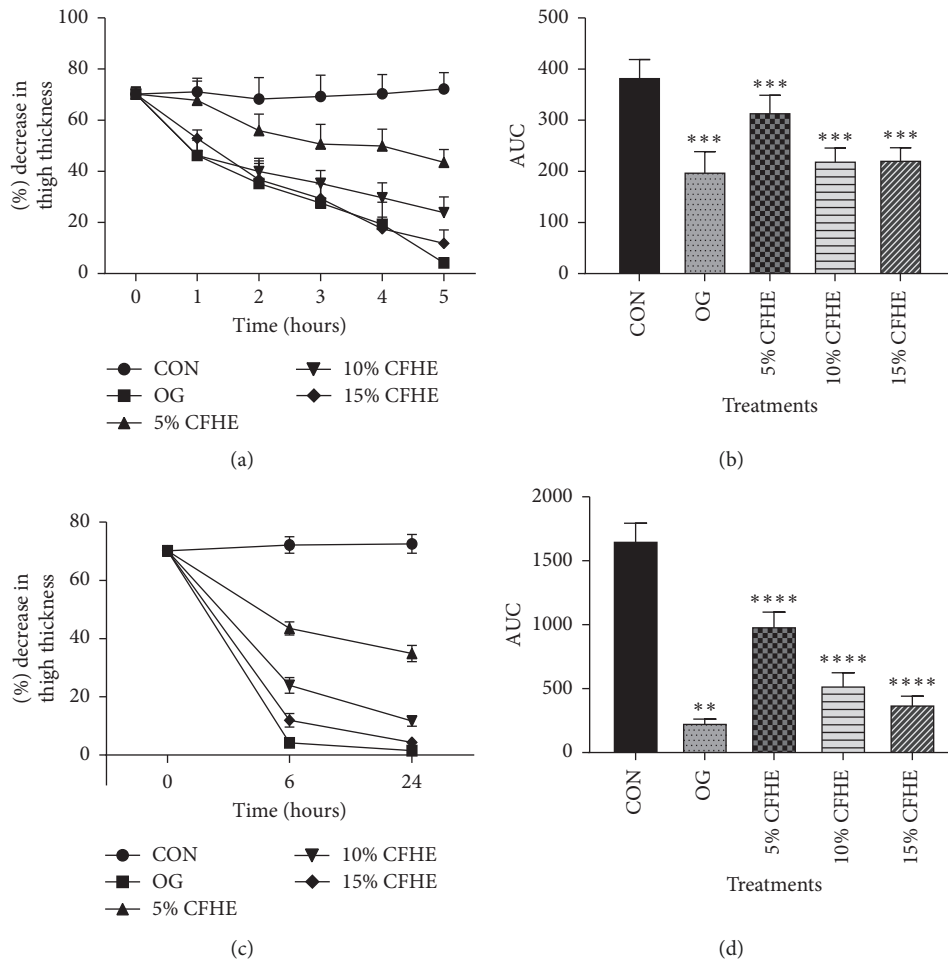 100
80
60
40
20
0
(%) decrease in
thigh thickness
0 1 2 3 4 5
Time (hours)
CON
OG
5% CFHE
10% CFHE
15% CFHE
(a)
500
400
300
200
100
0
AUC
***
***
***
***
CON
OG
5% CFHE
10% CFHE
15% CFHE
Treatments
(b)
80
60
40
20
0
(%) decrease in
thigh thickness
0 6 24
Time (hours)
CON
OG
5% CFHE
10% CFHE
15% CFHE
(c)
2000
1500
1000
500
0
AUC
**
****
****
****
CON
OG
5% CFHE
10% CFHE
15% CFHE
Treatments
(d)